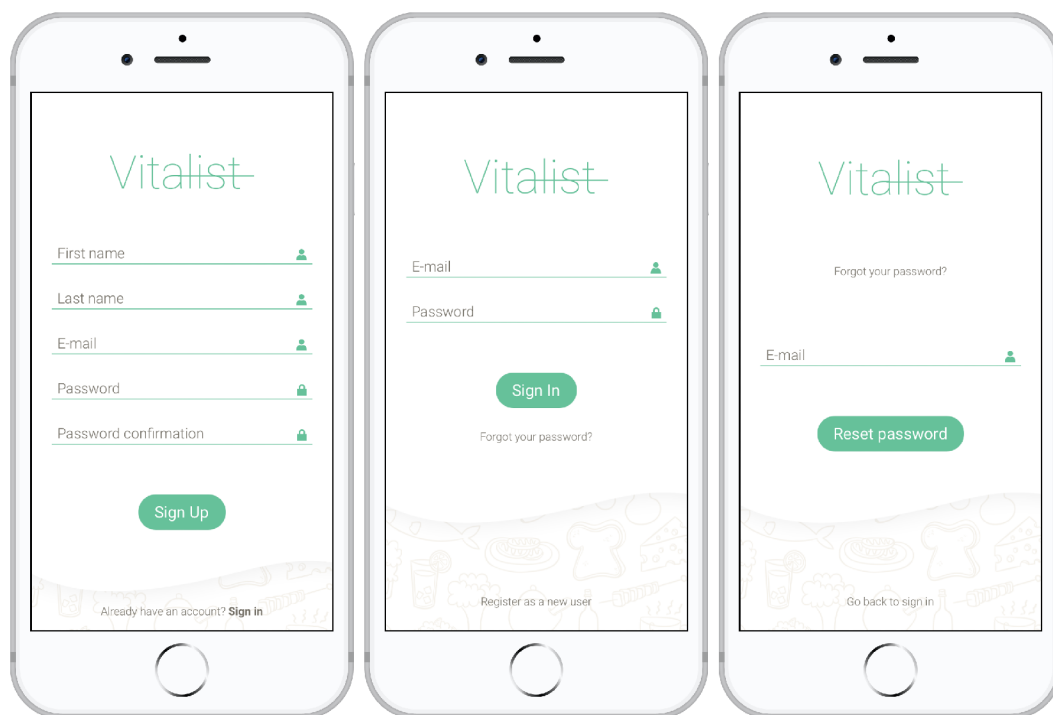 Vitalist
First name
Last name
E-mail
Password
Password confirmation
Sign Up
Already have an account? Sign in
Vitalist
E-mail
Password
Sign In
Forgot your password?
Register as a new user
Vitalist
Forgot your password?
E-mail
Reset password
Go back to sign in